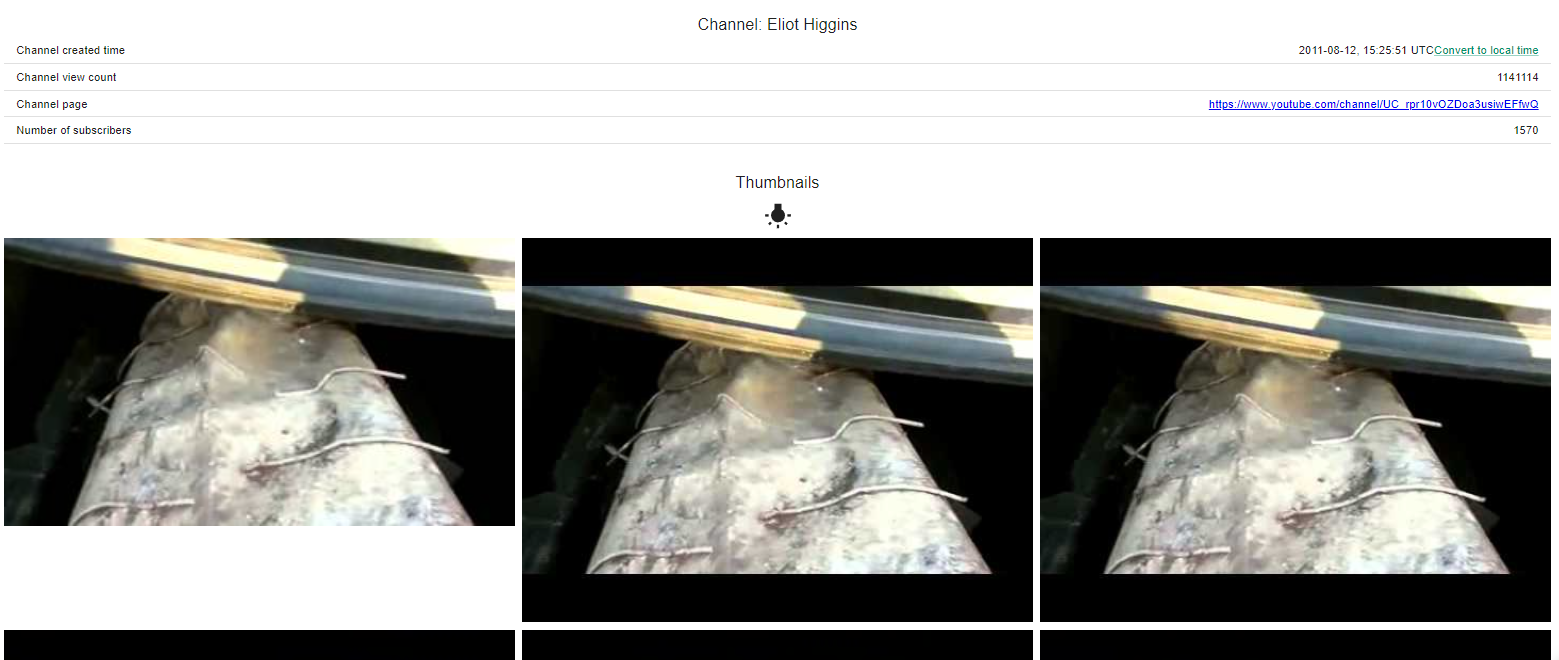 Channel: Eliot Higgins
Channel created time 2011-08-12, 15:25:51 UTCConvert to local time
Channel view count 1141114
Channel page https://www.youtube.com/channel/UC_rpr10vOZDoa3usiwEFfwQ
Number of subscribers 1570
Thumbnails